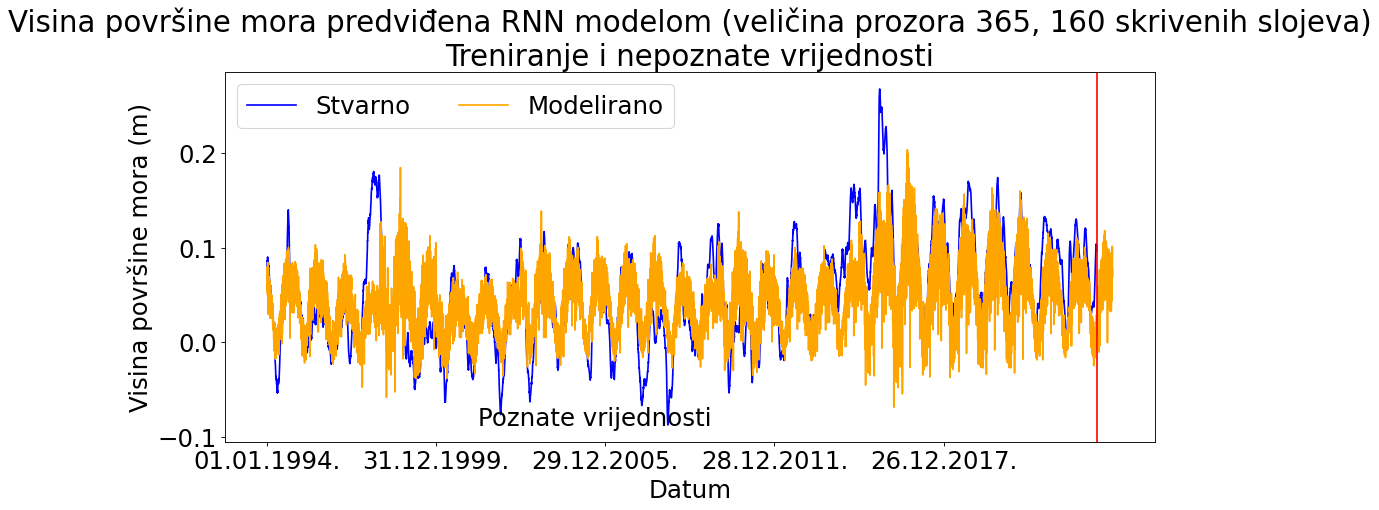 Visina površine mora predviđena RNN modelom (veličina prozora 365, 160 skrivenih slojeva)
Treniranje i nepoznate vrijednosti
Stvarno
Modelirano
Visina površine mora (m)
0.2
0.1
0.0
−0.1
Poznate vrijednosti
01.01.1994.
31.12.1999.
29.12.2005.
28.12.2011.
26.12.2017.
Datum